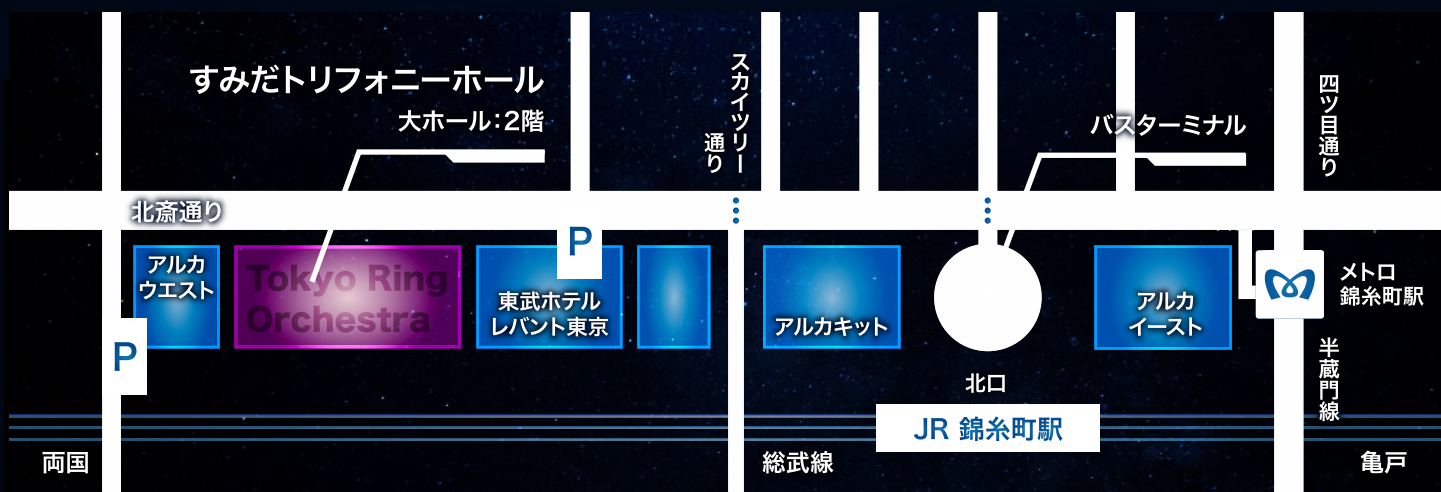 すみだトリフォニーホール
大ホール:2階
スカイツリー
通り
バスターミナル
四ツ目通り
北斎通り
P
アルカ
ウエスト
Tokyo Ring
Orchestra
東武ホテル
レバント東京
アルカキット
アルカ
イースト
メトロ
錦糸町駅
P
北口
半蔵門線
JR 錦糸町駅
両国
総武線
亀戸